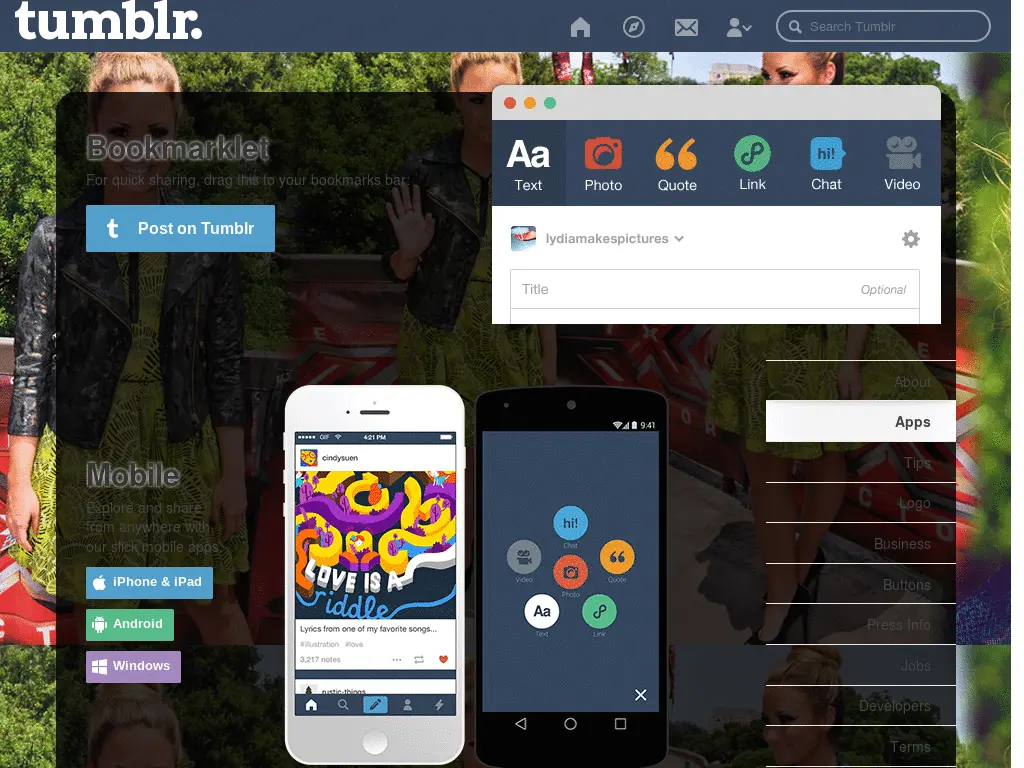 tumblr.
Search Tumblr
Bookmarklet
For quick sharing, drag this to your bookmarks bar:
t Post on Tumblr
Aa hi!
Text Photo Quote Link Chat Video
lydiamakespictures
Title Optional
About
Apps
Tips
Logo
Business
Buttons
Press Info
Jobs
Developers
Terms
Mobile
Explore and share
from anywhere with
our slick mobile apps.
iPhone & iPad
Android
Windows
GIF 4:21 PM
cindysuen
LOVE IS A
riddle
Lyrics from one of my favorite songs...
#illustration #love
3,217 notes
rustic-things
9:41
hi!
Chat
Video
Quote
Photo
Aa
Text
Link